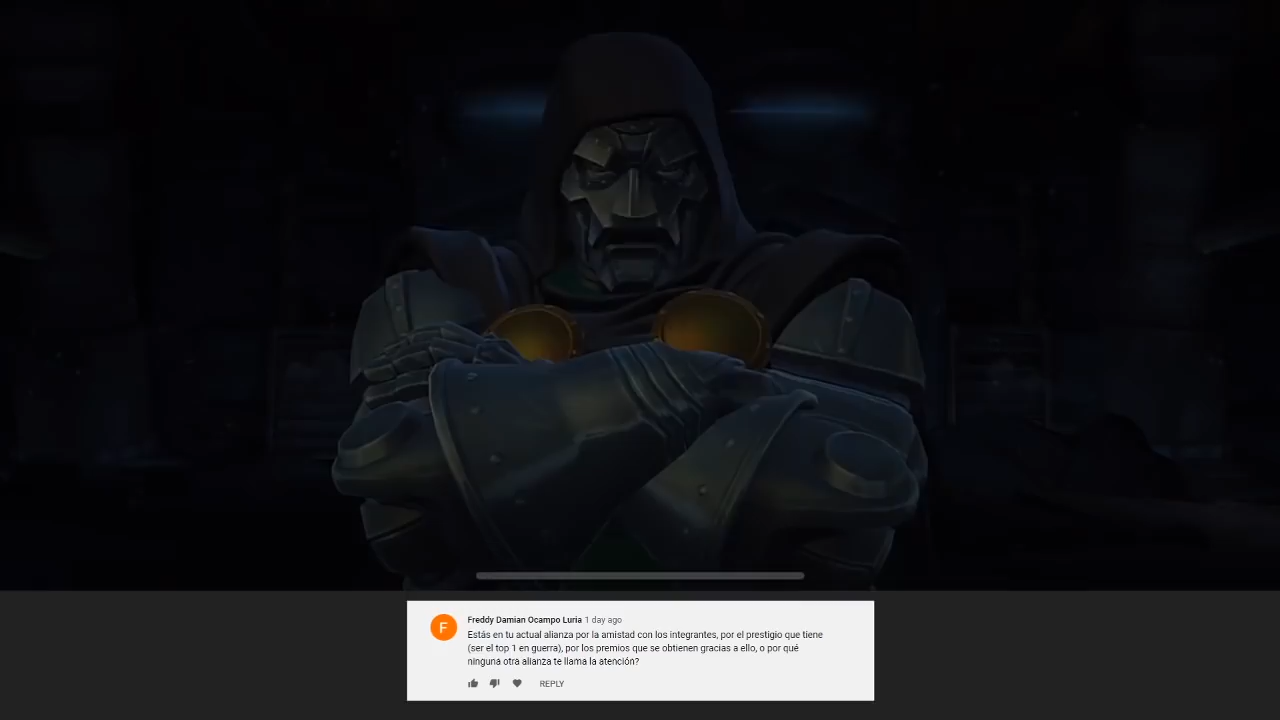 F
Freddy Damian Ocampo Luria 1 day ago
Estás en tu actual alianza por la amistad con los integrantes, por el prestigio que tiene
(ser el top 1 en guerra), por los premios que se obtienen gracias a ello, o por qué
ninguna otra alianza te llama la atención?
REPLY